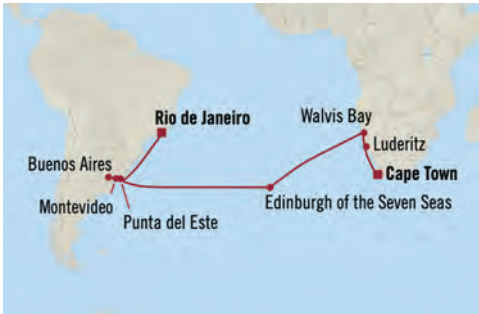 Rio de Janeiro
Walvis Bay
Luderitz
Buenos Aires
Cape Town
Montevideo
Edinburgh of the Seven Seas
Punta del Este